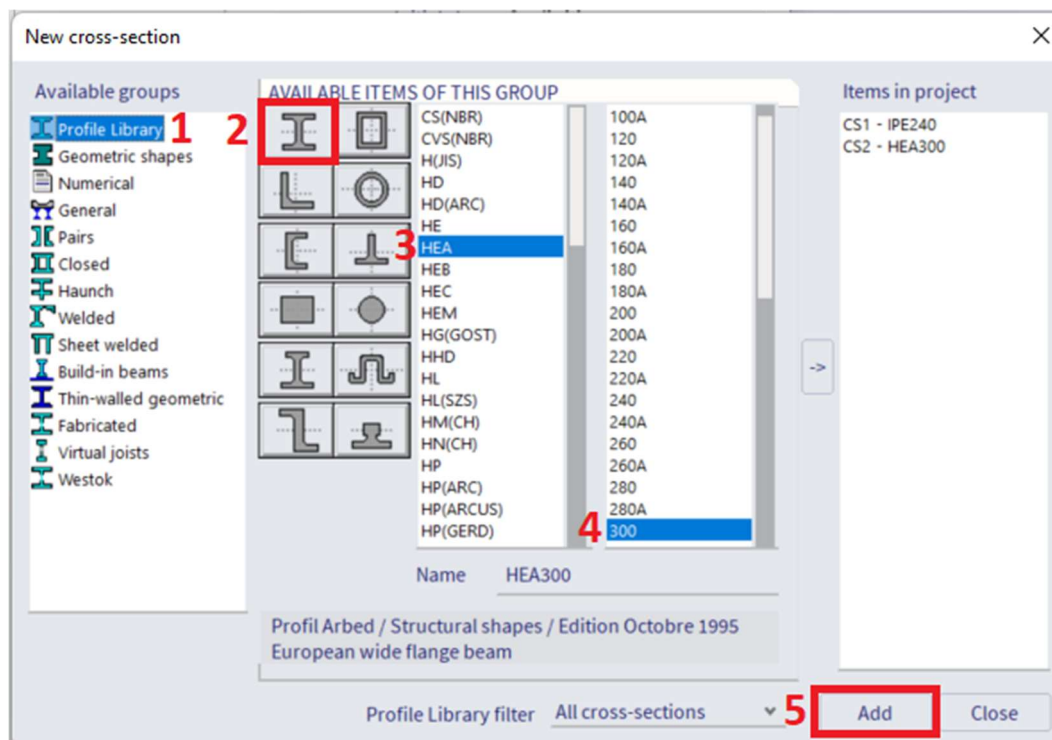 New cross-section
Available groups
Profile Library 1
Geometric shapes
Numerical
General
Pairs
Closed
Haunch
Welded
Sheet welded
Build-in beams
Thin-walled geometric
Fabricated
Virtual joists
Westok
AVAILABLE ITEMS OF THIS GROUP
2
CS(NBR)
CVS(NBR)
H(JIS)
HD
HD(ARC)
HE
3 HEA
HEB
HEC
HEM
HG(GOST)
HHD
HL
HL(SZS)
HM(CH)
HN(CH)
HP
HP(ARC)
HP(ARCUS)
HP(GERD)
100A
120
120A
140
140A
160
160A
180
180A
200
200A
220
220A
240
240A
260
260A
280
280A
4 300
Name HEA300
Profil Arbed / Structural shapes / Edition Octobre 1995
European wide flange beam
Items in project
CS1 - IPE240
CS2 - HEA300
->
Profile Library filter All cross-sections 5 Add Close